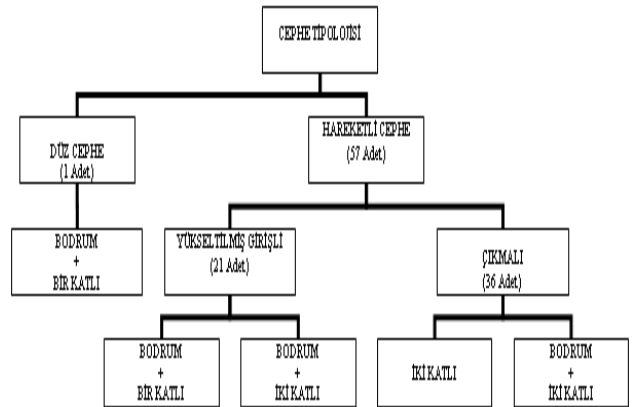 CEPHE TİPOLOJİSİ
DÜZ CEPHE
(1 Adet)
HAREKETLİ CEPHE
(57 Adet)
BODRUM
+
BİR KATLI
YÜKSELTİLMİŞ GİRİŞLİ
(21 Adet)
ÇIKMALI
(36 Adet)
BODRUM
+
BİR KATLI
BODRUM
+
İKİ KATLI
İKİ KATLI
BODRUM
+
İKİ KATLI